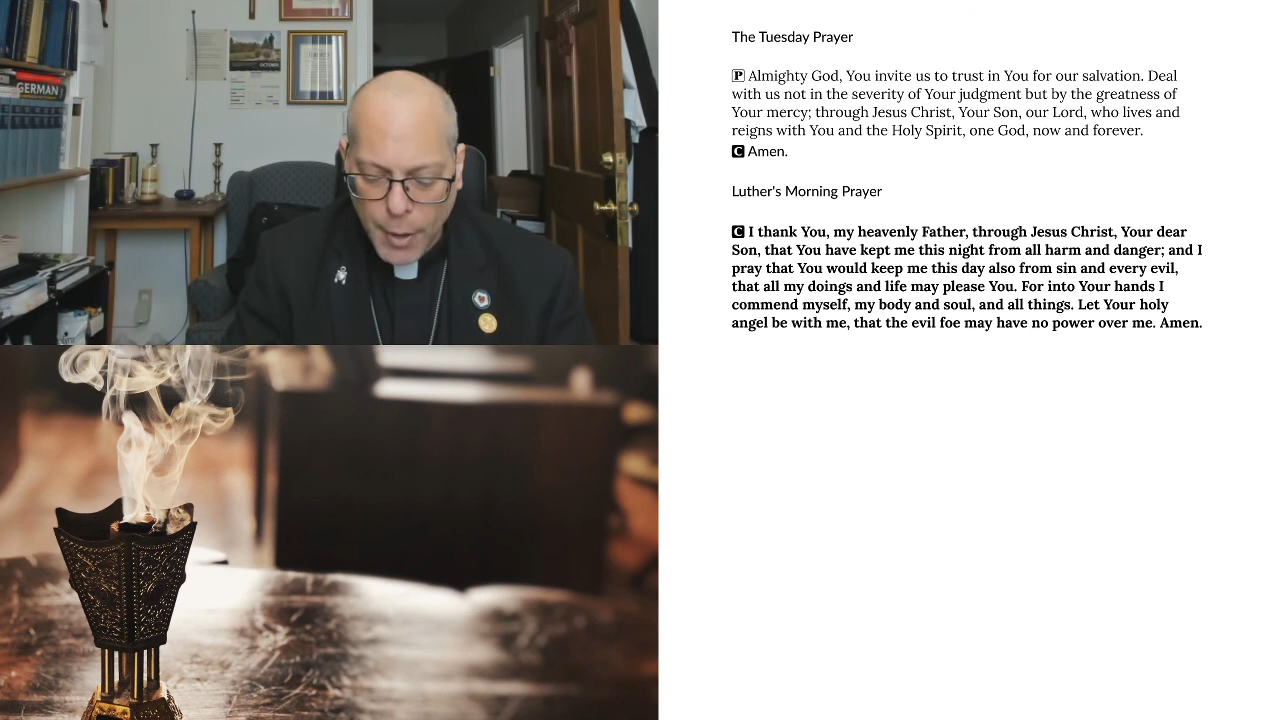 GERMAN
OCTOBER
The Tuesday Prayer
P Almighty God, You invite us to trust in You for our salvation. Deal
with us not in the severity of Your judgment but by the greatness of
Your mercy; through Jesus Christ, Your Son, our Lord, who lives and
reigns with You and the Holy Spirit, one God, now and forever.
C Amen.
Luther's Morning Prayer
C I thank You, my heavenly Father, through Jesus Christ, Your dear
Son, that You have kept me this night from all harm and danger; and I
pray that You would keep me this day also from sin and every evil,
that all my doings and life may please You. For into Your hands I
commend myself, my body and soul, and all things. Let Your holy
angel be with me, that the evil foe may have no power over me. Amen.